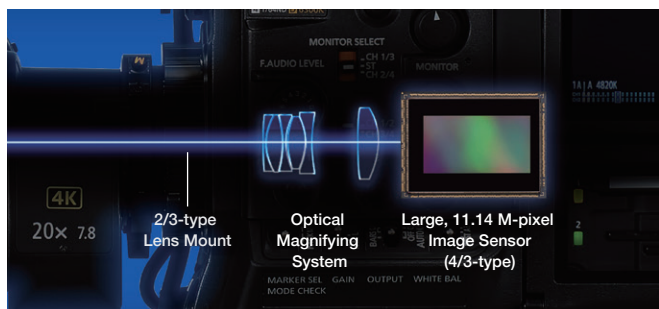 MONITOR SELECT
F.AUDIO LEVEL
CH 1/3
ST
CH 2/4
MONITOR
1A | A 4820K
4K
20× 7.8
2/3-type
Lens Mount
Optical
Magnifying
System
Large, 11.14 M-pixel
Image Sensor
(4/3-type)
2
MARKER SEL GAIN OUTPUT WHITE BAL
MODE CHECK